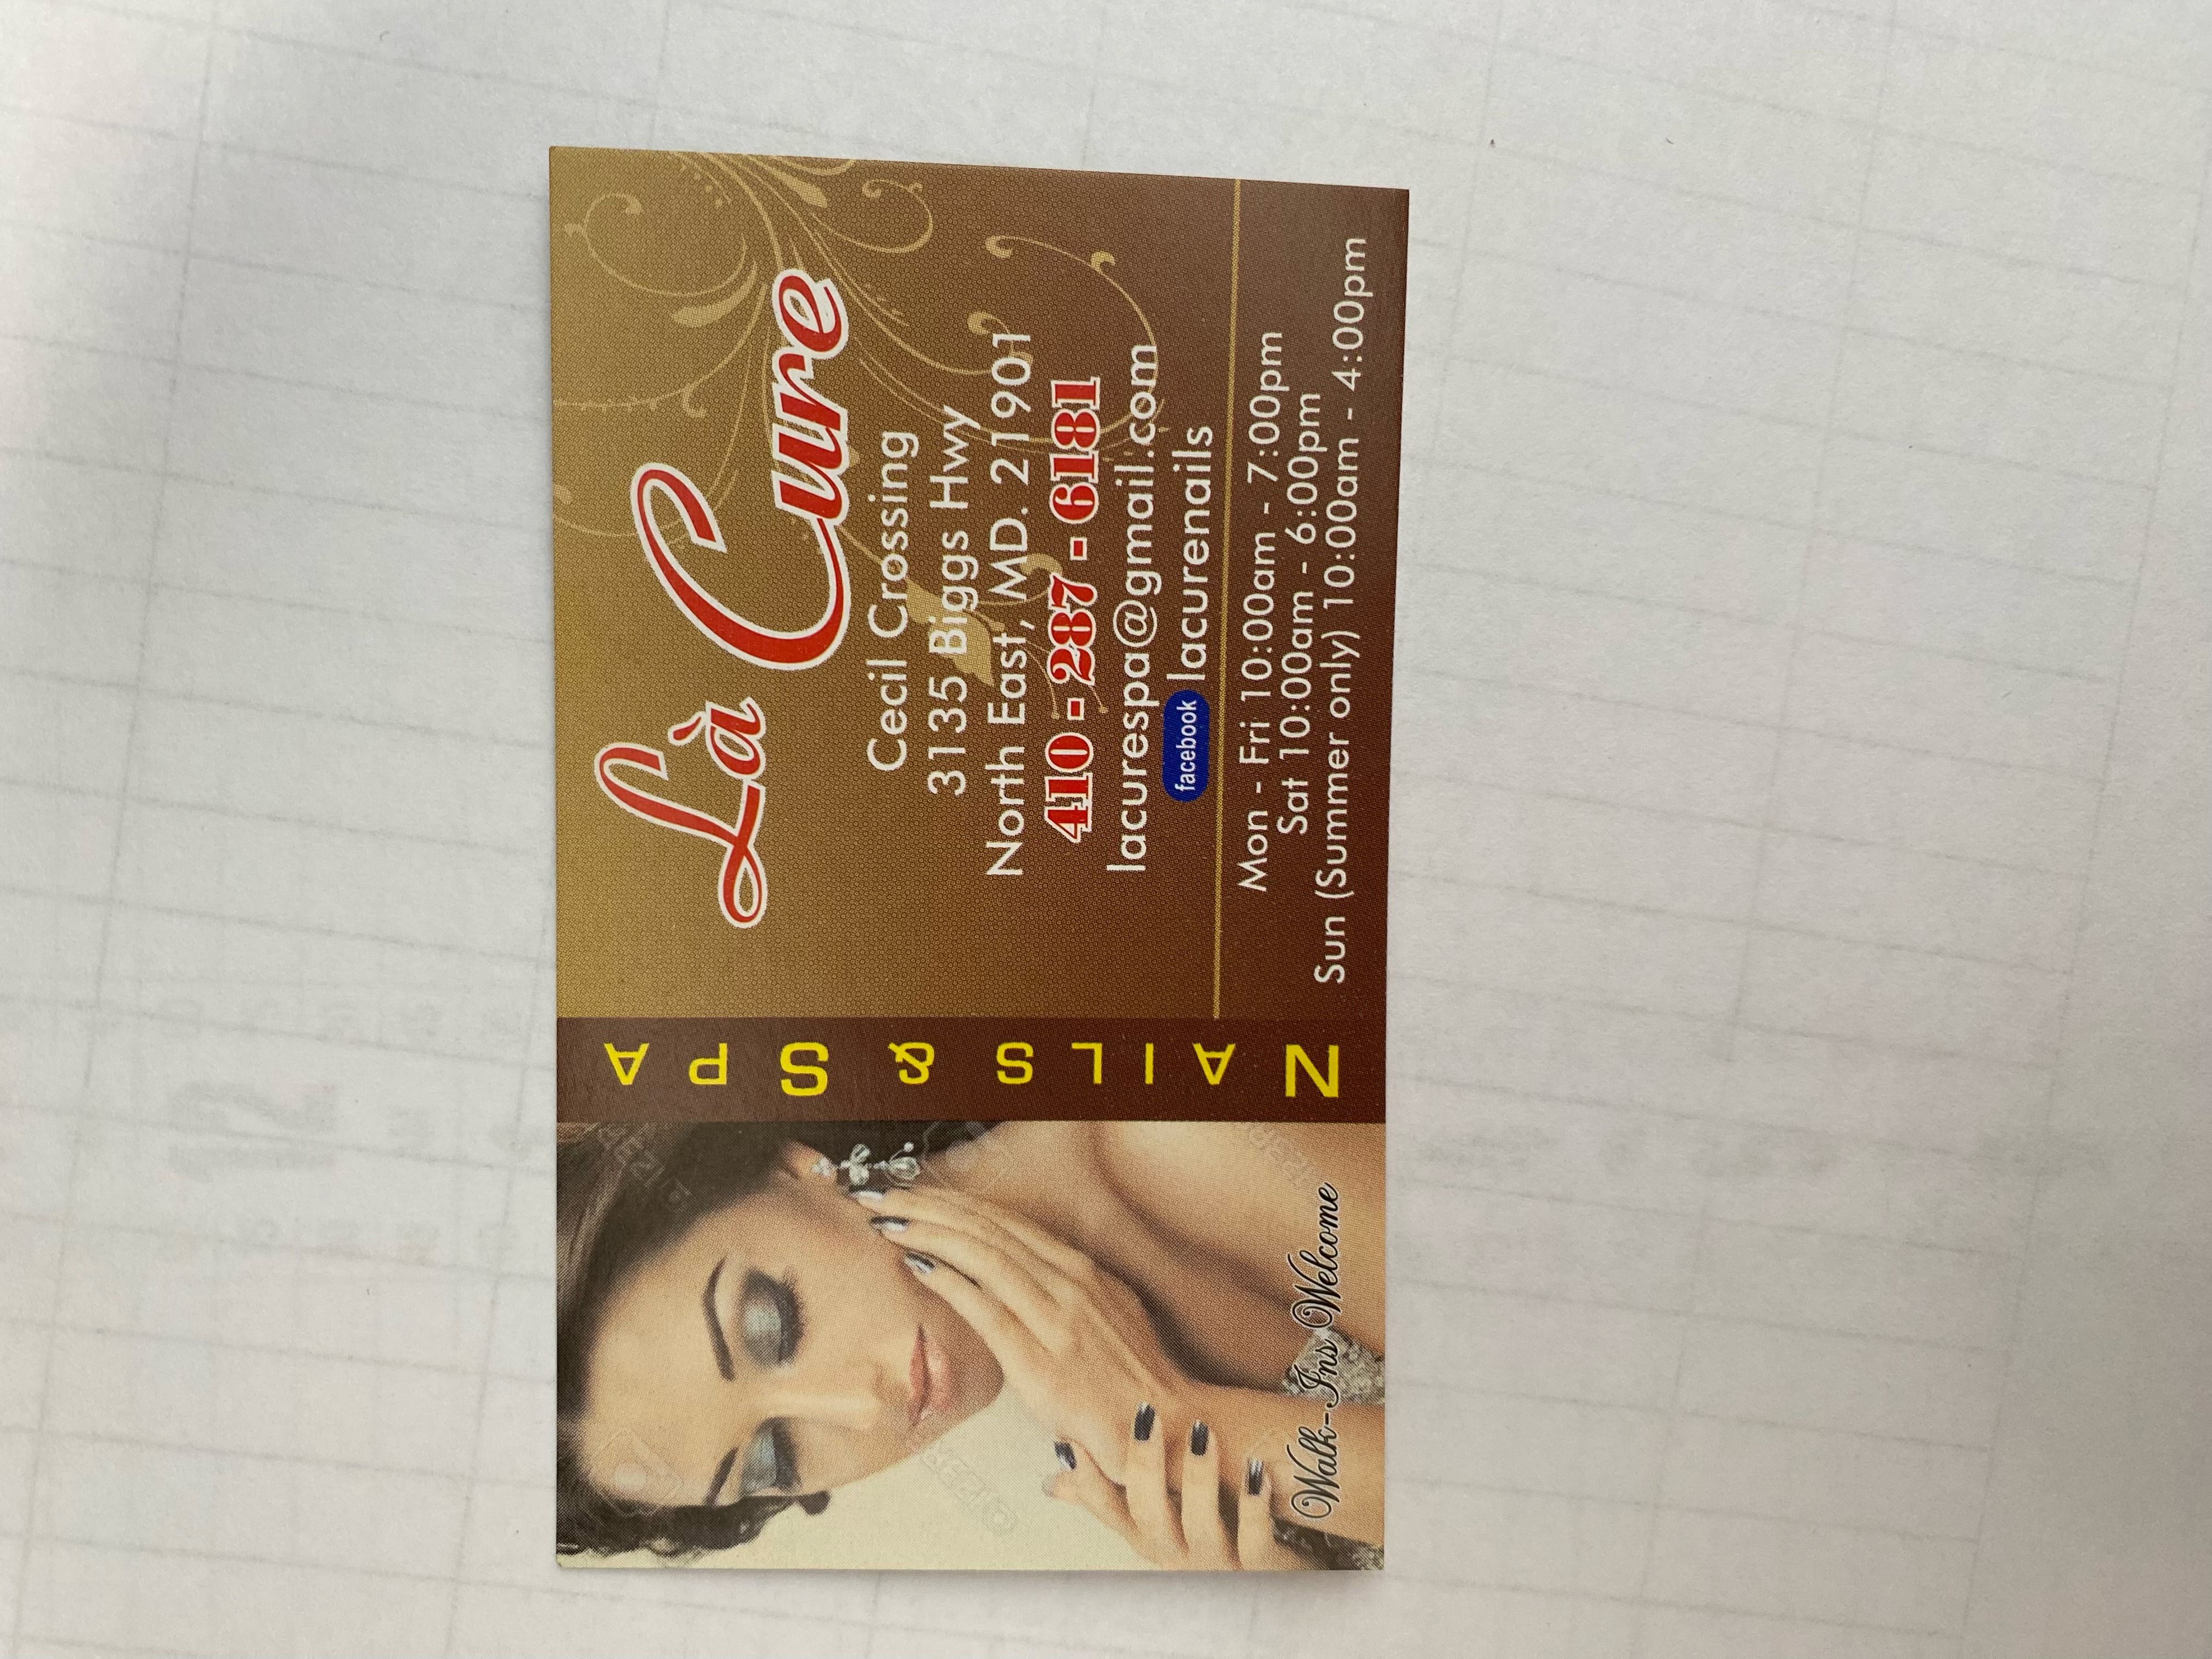 Là Cure
NAILS & SPA
Cecil Crossing
3135 Biggs Hwy
North East, MD. 21901
410 - 287 - 6181
lacurespa@gmail.com
facebook lacurenails
Mon - Fri 10:00am - 7:00pm
Sat 10:00am - 6:00pm
Sun (Summer only) 10:00am - 4:00pm
Walk-Ins Welcome
12